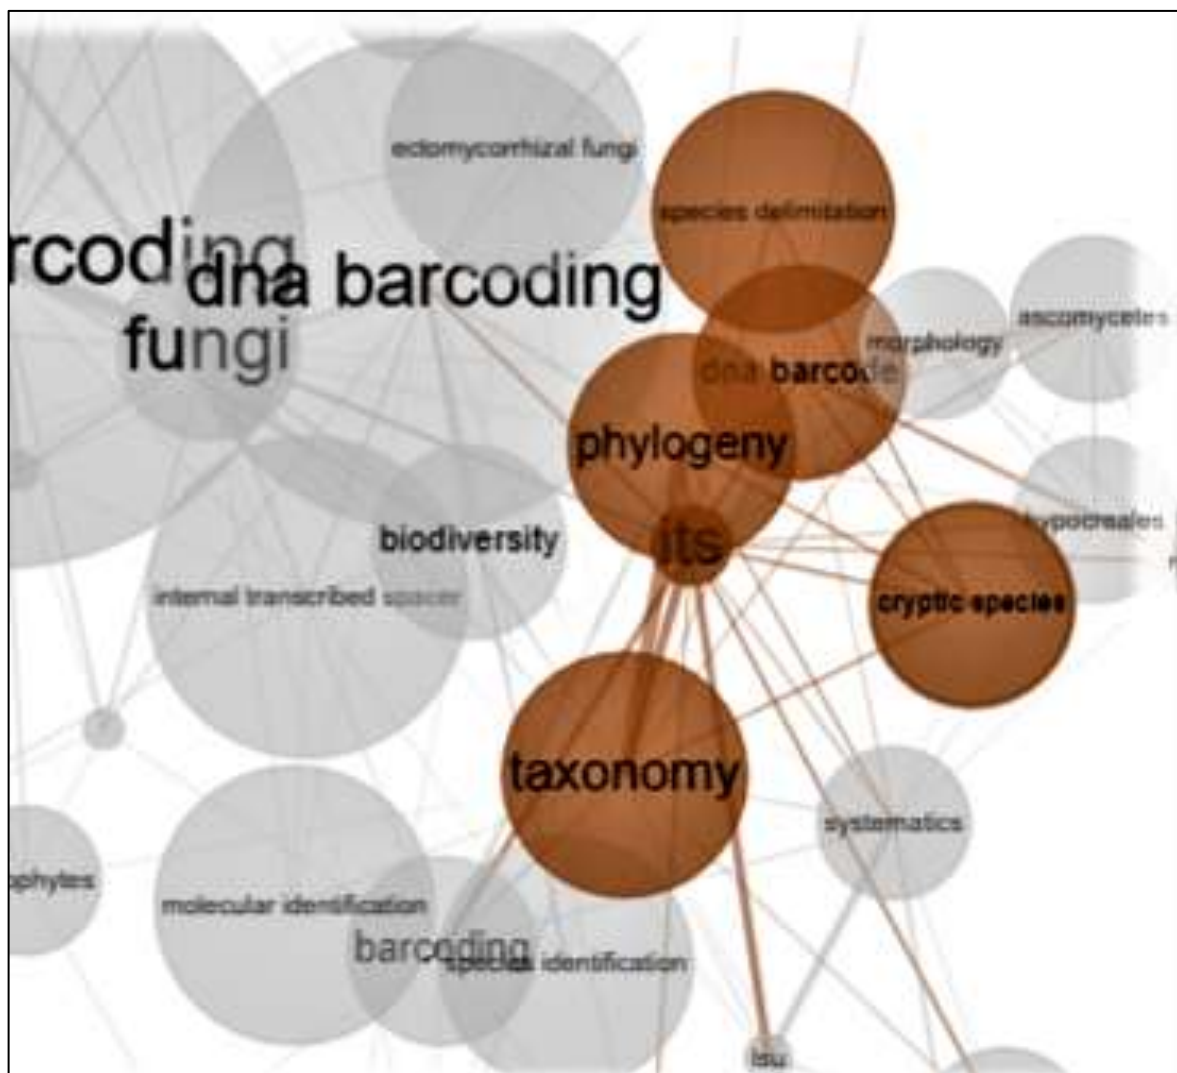 ectomycorrhizal fungi
species delimitation
rcoding
dna barcoding
fungi
ascomycetes
morphology
dna barcode
phylogeny
hypocreales
its
biodiversity
internal transcribed spacer
cryptic species
taxonomy
systematics
ophytes
molecular identification
barcoding
species identification
lsu